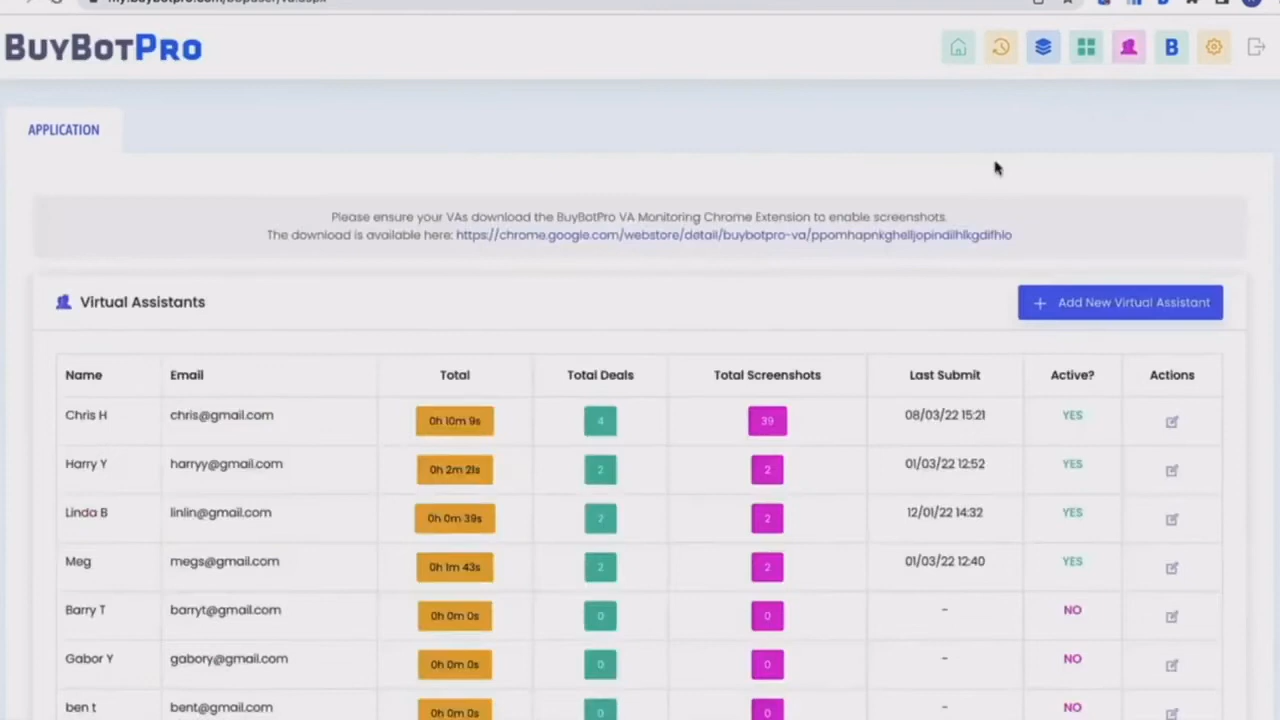 BUYBOTPRO
APPLICATION
Please ensure your VAs download the BuyBotPro VA Monitoring Chrome Extension to enable screenshots.
The download is available here: https://chrome.google.com/webstore/detail/buybotpro-va/ppomhapnkghelljopindilhlkgdifhlo
Virtual Assistants
+ Add New Virtual Assistant
Name Email Total Total Deals Total Screenshots Last Submit Active? Actions
Chris H chris@gmail.com 0h 10m 9s 4 39 08/03/22 15:21 YES
Harry Y harryy@gmail.com 0h 2m 21s 2 2 01/03/22 12:52 YES
Linda B linlin@gmail.com 0h 0m 39s 2 2 12/01/22 14:32 YES
Meg megs@gmail.com 0h 1m 43s 2 2 01/03/22 12:40 YES
Barry T barryt@gmail.com 0h 0m 0s 0 0 - NO
Gabor Y gabory@gmail.com 0h 0m 0s 0 0 - NO
ben t bent@gmail.com 0h 0m 0s 0 0 - NO